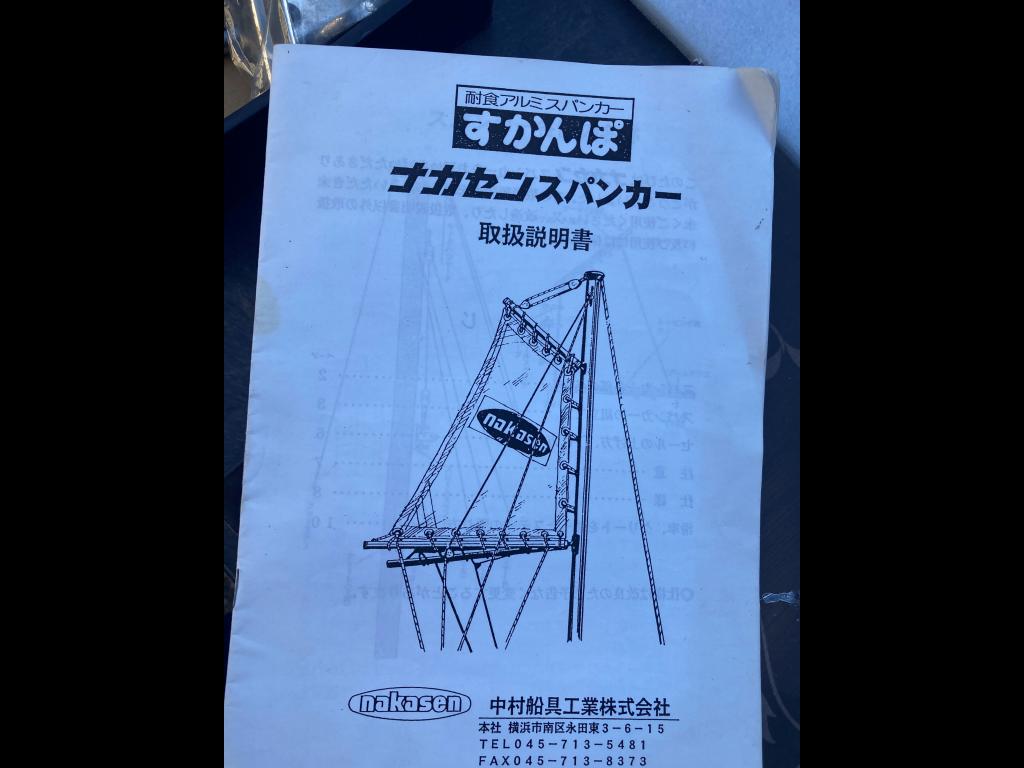 耐食アルミスパンカー
すかんぽ
ナカセンスパンカー
取扱説明書
nakasen
nakasen 中村船具工業株式会社
本社 横浜市南区永田東3-6-15
TEL045-713-5481
FAX045-713-8373